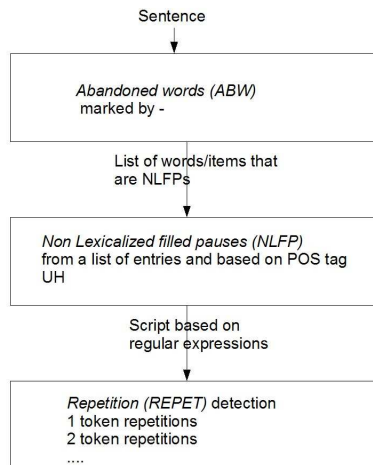 Sentence
Abandoned words (ABW)
marked by -
List of words/items that
are NLFPs
Non Lexicalized filled pauses (NLFP)
from a list of entries and based on POS tag
UH
Script based on
regular expressions
Repetition (REPET) detection
1 token repetitions
2 token repetitions
....